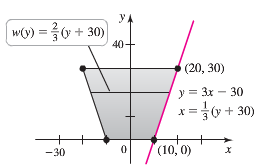 y
w(y) = 2/3 (y + 30)
40
(20, 30)
y = 3x − 30
x = 1/3 (y + 30)
−30
0
(10, 0)
x